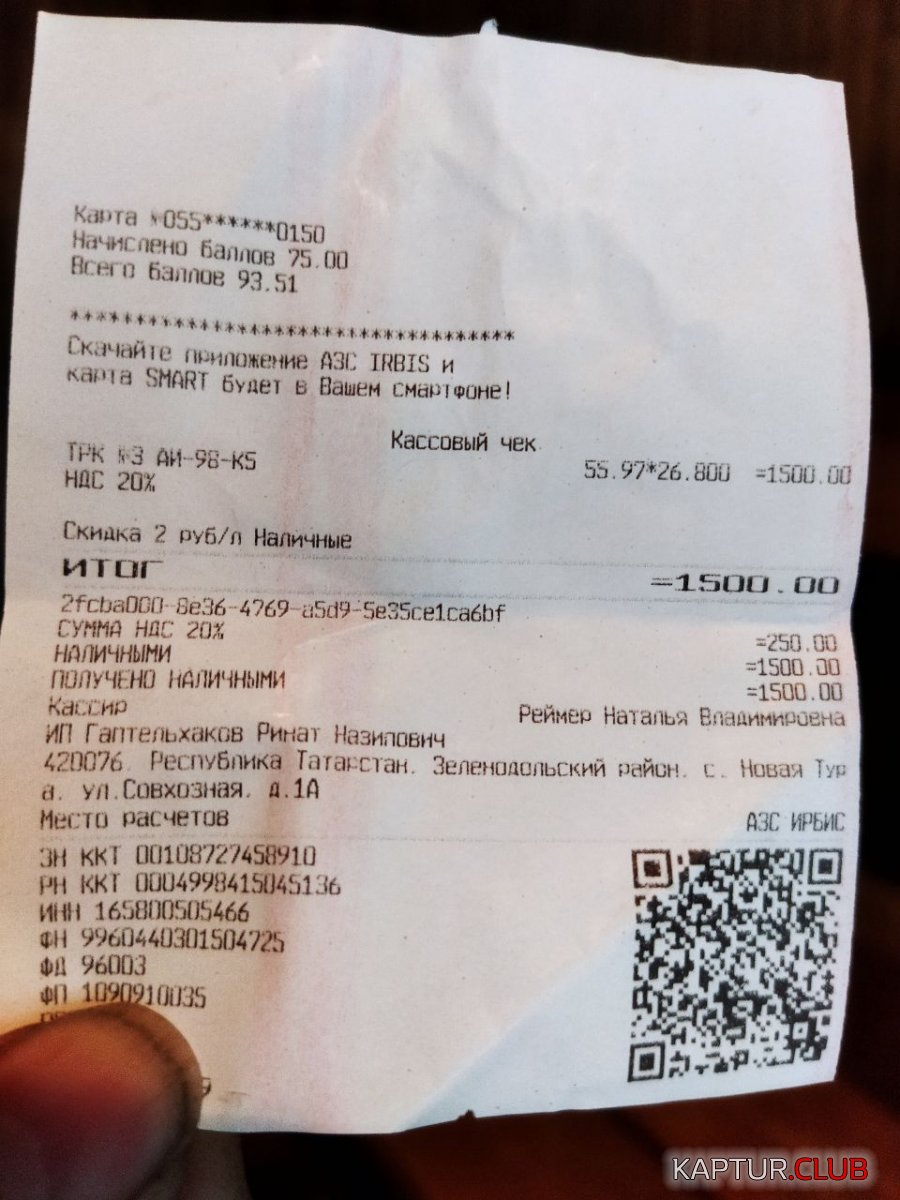 Карта №055******0150
Начислено баллов 75.00
Всего баллов 93.51
***********************************
Скачайте приложение АЗС IRBIS и
карта SMART будет в Вашем смартфоне!
Кассовый чек
ТРК №3 АИ-98-К5 55.97*26.800 =1500.00
НДС 20%
Скидка 2 руб/л Наличные
ИТОГ =1500.00
2fcba000-8e36-4769-a5d9-5e35ce1ca6bf
СУММА НДС 20% =250.00
НАЛИЧНЫМИ =1500.00
ПОЛУЧЕНО НАЛИЧНЫМИ =1500.00
Кассир Реймер Наталья Владимировна
ИП Гаптельхаков Ринат Назипович
420076, Республика Татарстан, Зеленодольский район, с. Новая Тур
а, ул.Совхозная, д.1А
Место расчетов АЗС ИРБИС
ЗН ККТ 00108727458910
РН ККТ 0004998415045136
ИНН 165800505466
ФН 9960440301504725
ФД 96003
ФП 1090910035
KAPTUR.CLUB